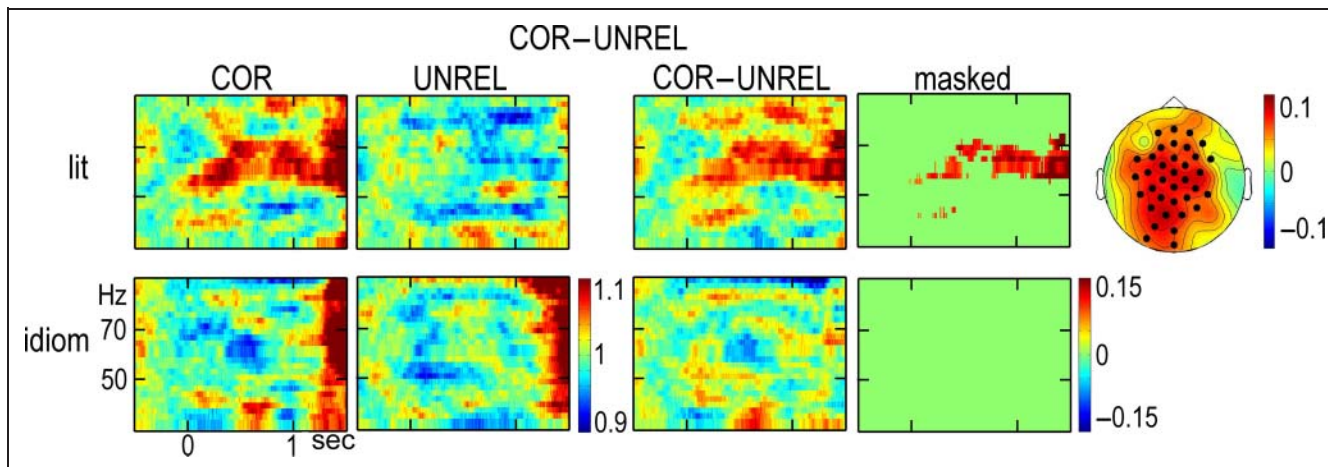 COR–UNREL
COR UNREL COR–UNREL masked
lit
0.1
0
–0.1
idiom
Hz
70
50
0 1 sec
1.1
1
0.9
0.15
0
–0.15